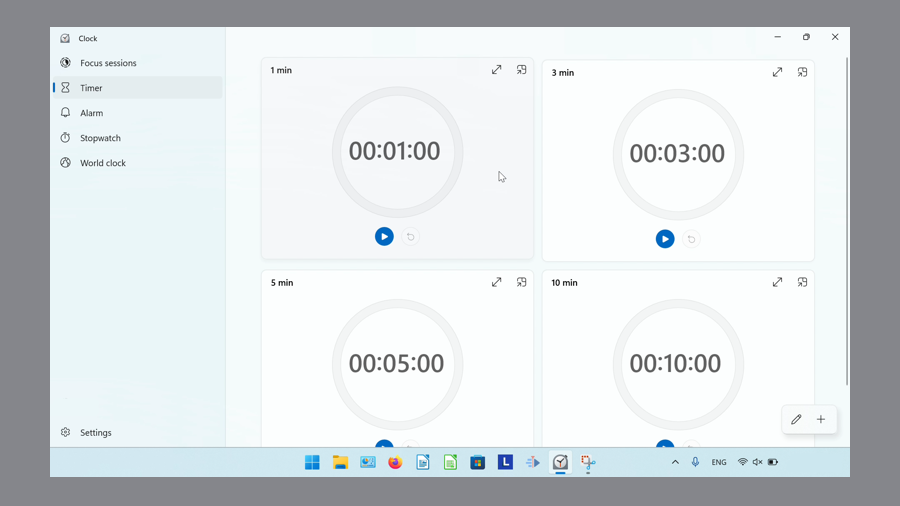 Clock
Focus sessions
Timer
Alarm
Stopwatch
World clock
Settings
1 min
00:01:00
3 min
00:03:00
5 min
00:05:00
10 min
00:10:00
L
ENG